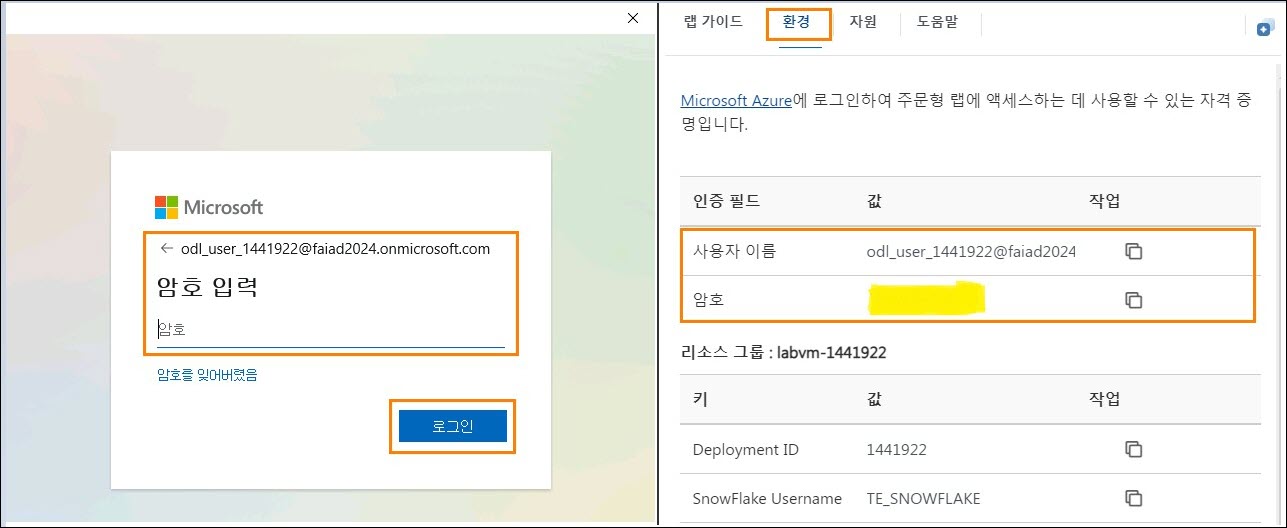 Microsoft
← odl_user_1441922@faiad2024.onmicrosoft.com
암호 입력
암호
암호를 잊어버렸음
로그인
랩 가이드 환경 자원 도움말
Microsoft Azure에 로그인하여 주문형 랩에 액세스하는 데 사용할 수 있는 자격 증
명입니다.
인증 필드 값 작업
사용자 이름 odl_user_1441922@faiad2024
암호
리소스 그룹 : labvm-1441922
키 값 작업
Deployment ID 1441922
SnowFlake Username TE_SNOWFLAKE